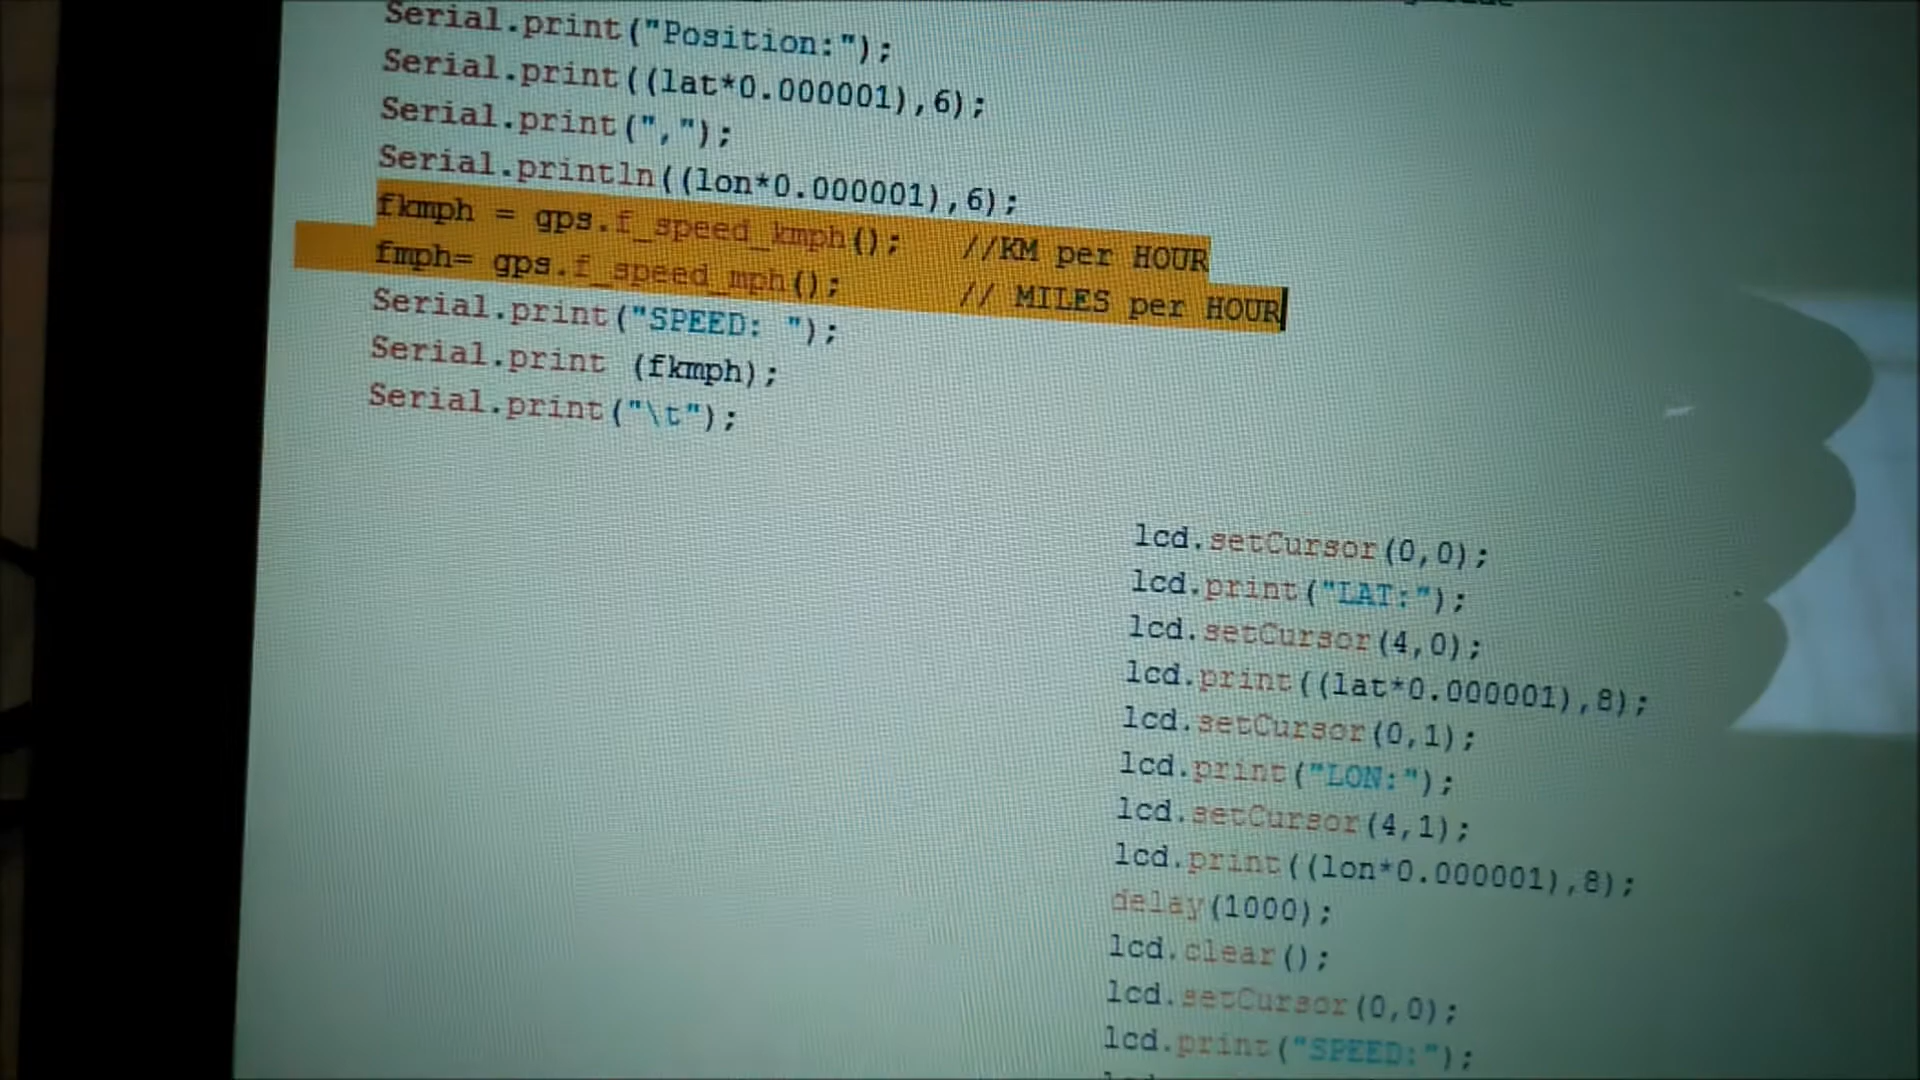 Serial.print("Position:");
Serial.print((lat*0.000001),6);
Serial.print(",");
Serial.println((lon*0.000001),6);
fkmph = gps.f_speed_kmph();   //KM per HOUR
fmph= gps.f_speed_mph();      // MILES per HOUR
Serial.print("SPEED: ");
Serial.print (fkmph);
Serial.print("\t");
lcd.setCursor(0,0);
lcd.print("LAT:");
lcd.setCursor(4,0);
lcd.print((lat*0.000001),8);
lcd.setCursor(0,1);
lcd.print("LON:");
lcd.setCursor(4,1);
lcd.print((lon*0.000001),8);
delay(1000);
lcd.clear();
lcd.setCursor(0,0);
lcd.print("SPEED:");